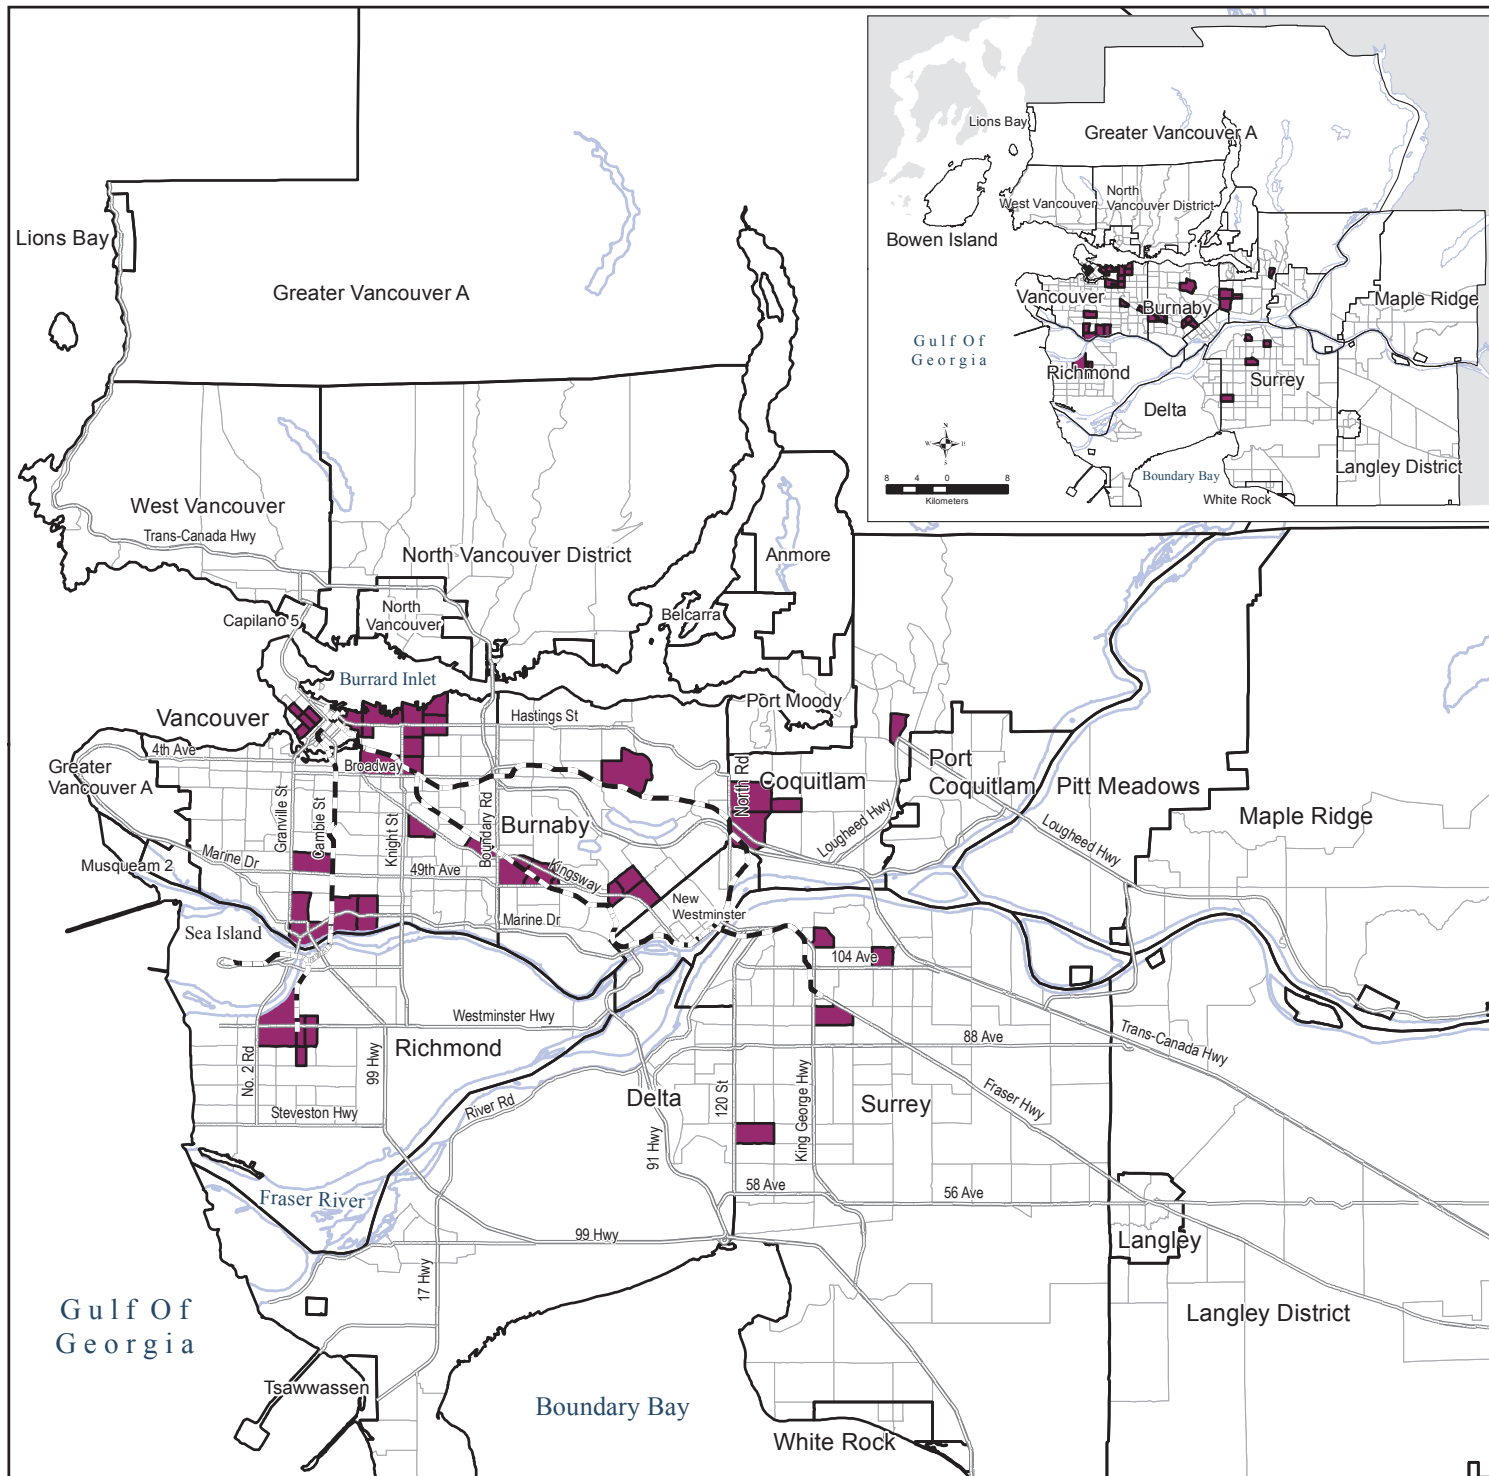 Lions Bay
Greater Vancouver A
West Vancouver
North
Vancouver District
Bowen Island
Vancouver
Burnaby
Maple Ridge
Gulf Of
Georgia
Richmond
Surrey
Delta
N
W
E
S
8
4
0
8
Kilometers
Boundary Bay
Langley District
White Rock
Lions Bay
Greater Vancouver A
West Vancouver
Trans-Canada Hwy
North Vancouver District
Anmore
North
Vancouver
Capilano 5
Belcarra
Burrard Inlet
Port Moody
Vancouver
Hastings St
4th Ave
Broadway
Greater
Vancouver A
North Rd
Coquitlam
Port
Coquitlam
Pitt Meadows
Maple Ridge
Granville St
Cambie St
Knight St
Boundary Rd
Burnaby
Lougheed Hwy
Lougheed Hwy
Musqueam 2
Marine Dr
49th Ave
Kingsway
New
Westminster
Marine Dr
Sea Island
104 Ave
Westminster Hwy
Richmond
No. 2 Rd
99 Hwy
88 Ave
Trans-Canada Hwy
Fraser Hwy
Steveston Hwy
River Rd
Delta
120 St
King George Hwy
Surrey
91 Hwy
58 Ave
56 Ave
Fraser River
99 Hwy
17 Hwy
Langley
Gulf Of
Georgia
Langley District
Tsawwassen
Boundary Bay
White Rock